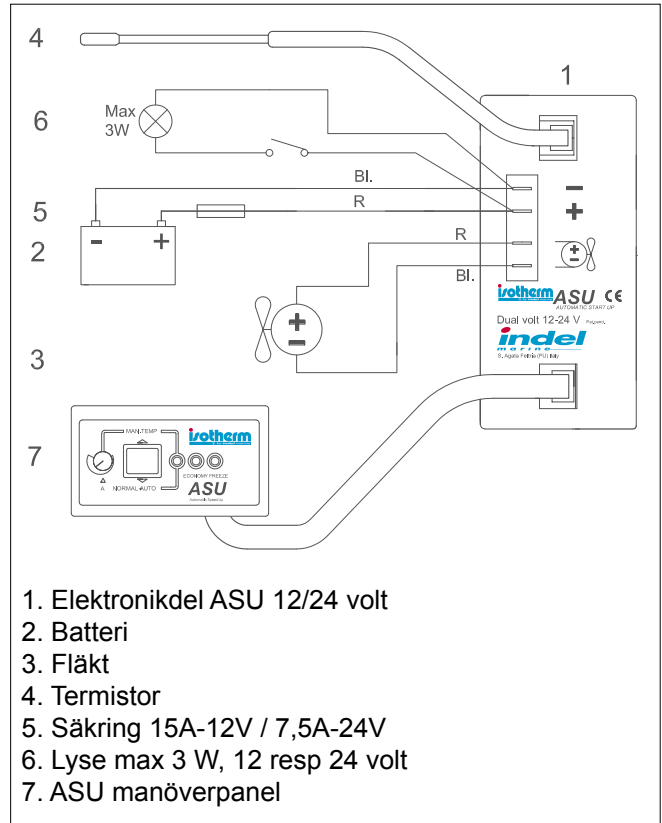 4
1
6
Max
3W
Bl.
−
5
R
+
2
- +
R
+
−
isotherm ASU CE
AUTOMATIC START UP
Bl.
Dual volt 12-24 V
+
−
indel
marine
S. Agata Feltria (PU) Italy
3
7
MAN.TEMP
isotherm
ECONOMY FREEZE
A NORMAL-AUTO
ASU
1. Elektronikdel ASU 12/24 volt
2. Batteri
3. Fläkt
4. Termistor
5. Säkring 15A-12V / 7,5A-24V
6. Lyse max 3 W, 12 resp 24 volt
7. ASU manöverpanel